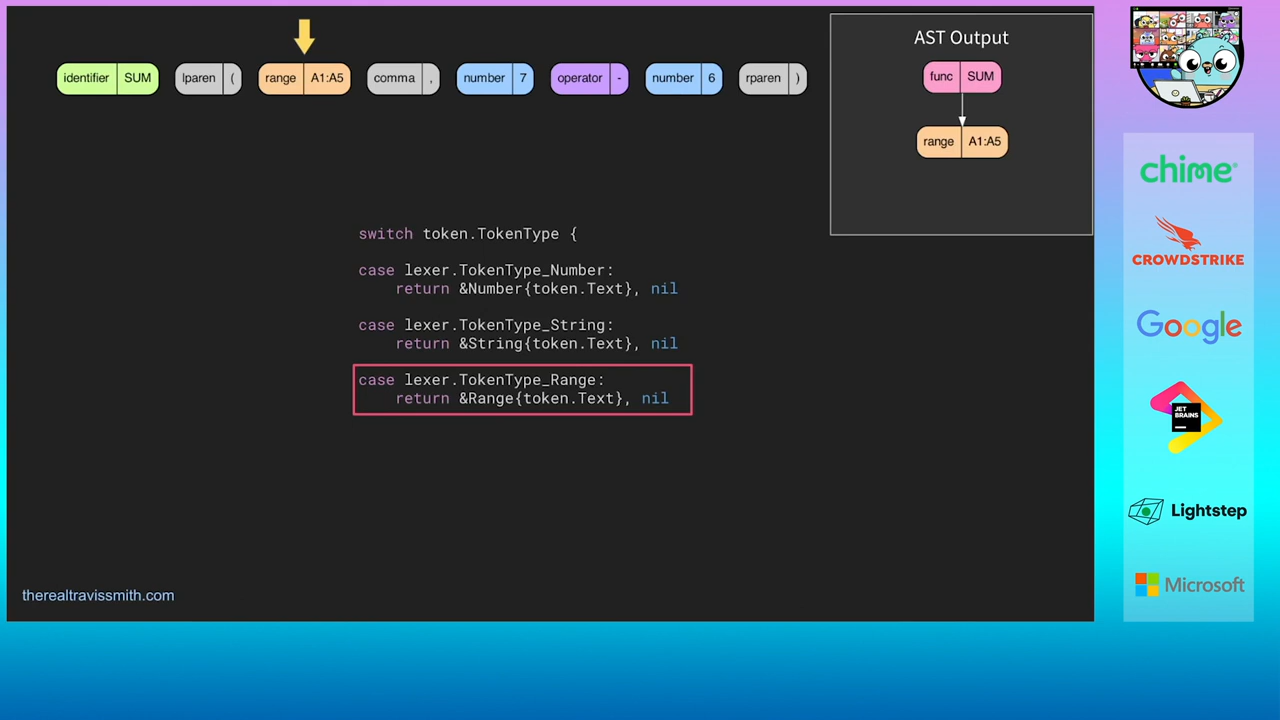 identifier SUM lparen ( range A1:A5 comma , number 7 operator - number 6 rparen )
AST Output
func SUM
range A1:A5
switch token.TokenType {
case lexer.TokenType_Number:
return &Number{token.Text}, nil
case lexer.TokenType_String:
return &String{token.Text}, nil
case lexer.TokenType_Range:
return &Range{token.Text}, nil
therealtravissmith.com
chime
CROWDSTRIKE
Google
JET
BRAINS
Lightstep
Microsoft